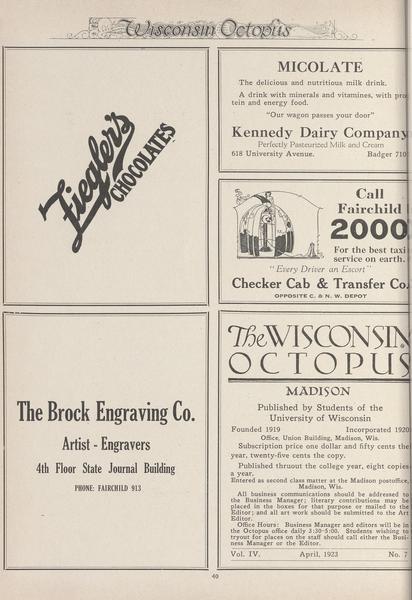 Wisconsin Octopus
Ziegler's
CHOCOLATES
The Brock Engraving Co.
Artist - Engravers
4th Floor State Journal Building
PHONE: FAIRCHILD 913
MICOLATE
The delicious and nutritious milk drink.
A drink with minerals and vitamines, with pro
tein and energy food.
"Our wagon passes your door"
Kennedy Dairy Company
Perfectly Pasteurized Milk and Cream
618 University Avenue. Badger 710
Call
Fairchild
2000
For the best taxi
service on earth.
"Every Driver an Escort"
Checker Cab & Transfer Co.
OPPOSITE C. & N. W. DEPOT
The WISCONSIN
OCTOPUS
MADISON
Published by Students of the
University of Wisconsin
Founded 1919 Incorporated 1920
Office, Union Building, Madison, Wis.
Subscription price one dollar and fifty cents the
year, twenty-five cents the copy.
Published thruout the college year, eight copies
a year.
Entered as second class matter at the Madison postoffice,
Madison, Wis.
All business communications should be addressed to
the Business Manager; literary contributions may be
placed in the boxes for that purpose or mailed to the
Editor; and all art work should be submitted to the Art
Editor.
Office Hours: Business Manager and editors will be in
the Octopus office daily 3:30-5:00. Students wishing to
tryout for places on the staff should call either the Busi-
ness Manager or the Editor.
Vol. IV. April, 1923 No. 7
40